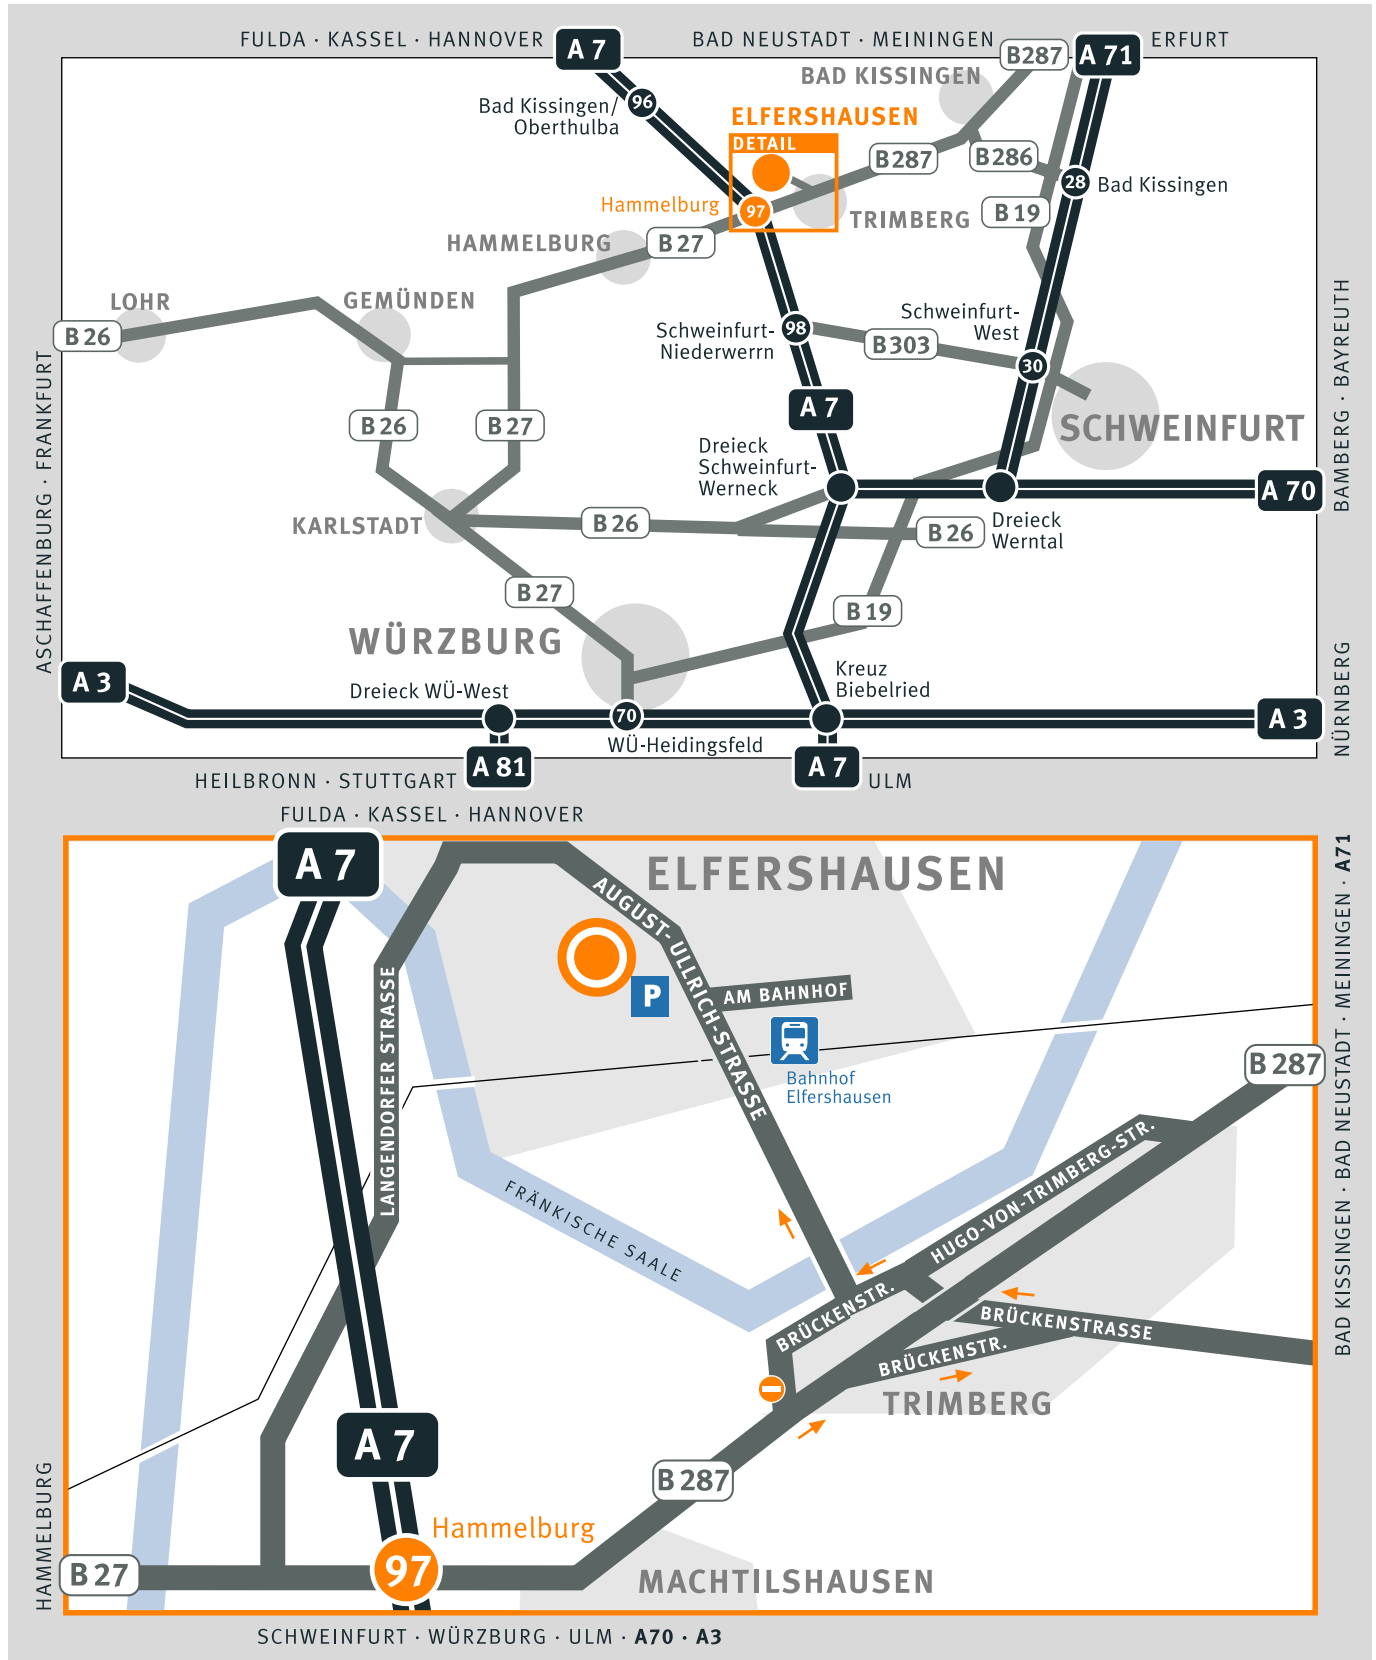 FULDA · KASSEL · HANNOVER
A 7
BAD NEUSTADT · MEININGEN
B287
A 71
ERFURT
BAD KISSINGEN
96
Bad Kissingen/
Oberthulba
ELFERSHAUSEN
DETAIL
B287
B286
28
Bad Kissingen
Hammelburg
97
TRIMBERG
B 19
HAMMELBURG
B 27
LOHR
GEMÜNDEN
B 26
Schweinfurt-
Niederwerrn
98
B303
Schweinfurt-
West
30
A 7
B 26
B 27
SCHWEINFURT
Dreieck
Schweinfurt-
Werneck
A 70
KARLSTADT
B 26
B 26
Dreieck
Werntal
B 27
B 19
WÜRZBURG
A 3
Dreieck WÜ-West
Kreuz
Biebelried
70
WÜ-Heidingsfeld
A 3
A 81
A 7
HEILBRONN · STUTTGART
ULM
ASCHAFFENBURG · FRANKFURT
BAMBERG · BAYREUTH
NÜRNBERG
FULDA · KASSEL · HANNOVER
A 7
ELFERSHAUSEN
AUGUST-ULLRICH-STRASSE
P
AM BAHNHOF
LANGENDORFER STRASSE
Bahnhof
Elfershausen
B 287
FRÄNKISCHE SAALE
HUGO-VON-TRIMBERG-STR.
BRÜCKENSTR.
BRÜCKENSTRASSE
BRÜCKENSTR.
TRIMBERG
A 7
B 287
Hammelburg
97
B 27
MACHTILSHAUSEN
HAMMELBURG
BAD KISSINGEN · BAD NEUSTADT · MEININGEN · A71
SCHWEINFURT · WÜRZBURG · ULM · A70 · A3